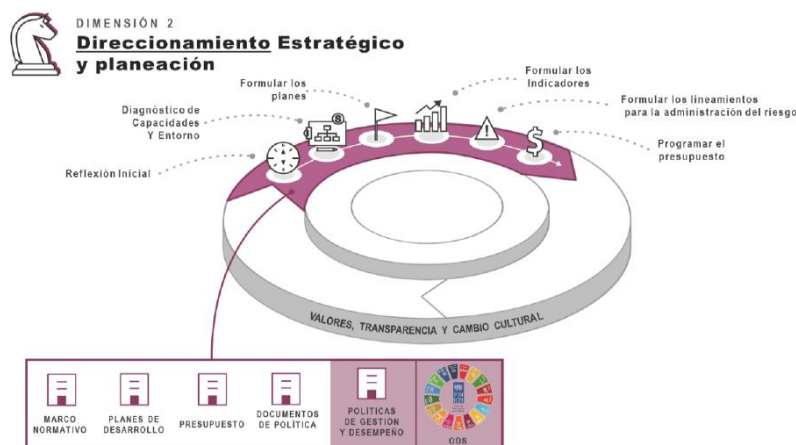 DIMENSIÓN 2
Direccionamiento Estratégico
y planeación
Reflexión Inicial
Diagnóstico de
Capacidades
Y Entorno
Formular los
planes
Formular los
Indicadores
Formular los lineamientos
para la administración del riesgo
Programar el
presupuesto
$
$
VALORES, TRANSPARENCIA Y CAMBIO CULTURAL
MARCO
NORMATIVO
PLANES DE
DESARROLLO
PRESUPUESTO
DOCUMENTOS
DE POLÍTICA
POLÍTICAS
DE GESTIÓN
Y DESEMPEÑO
ODS